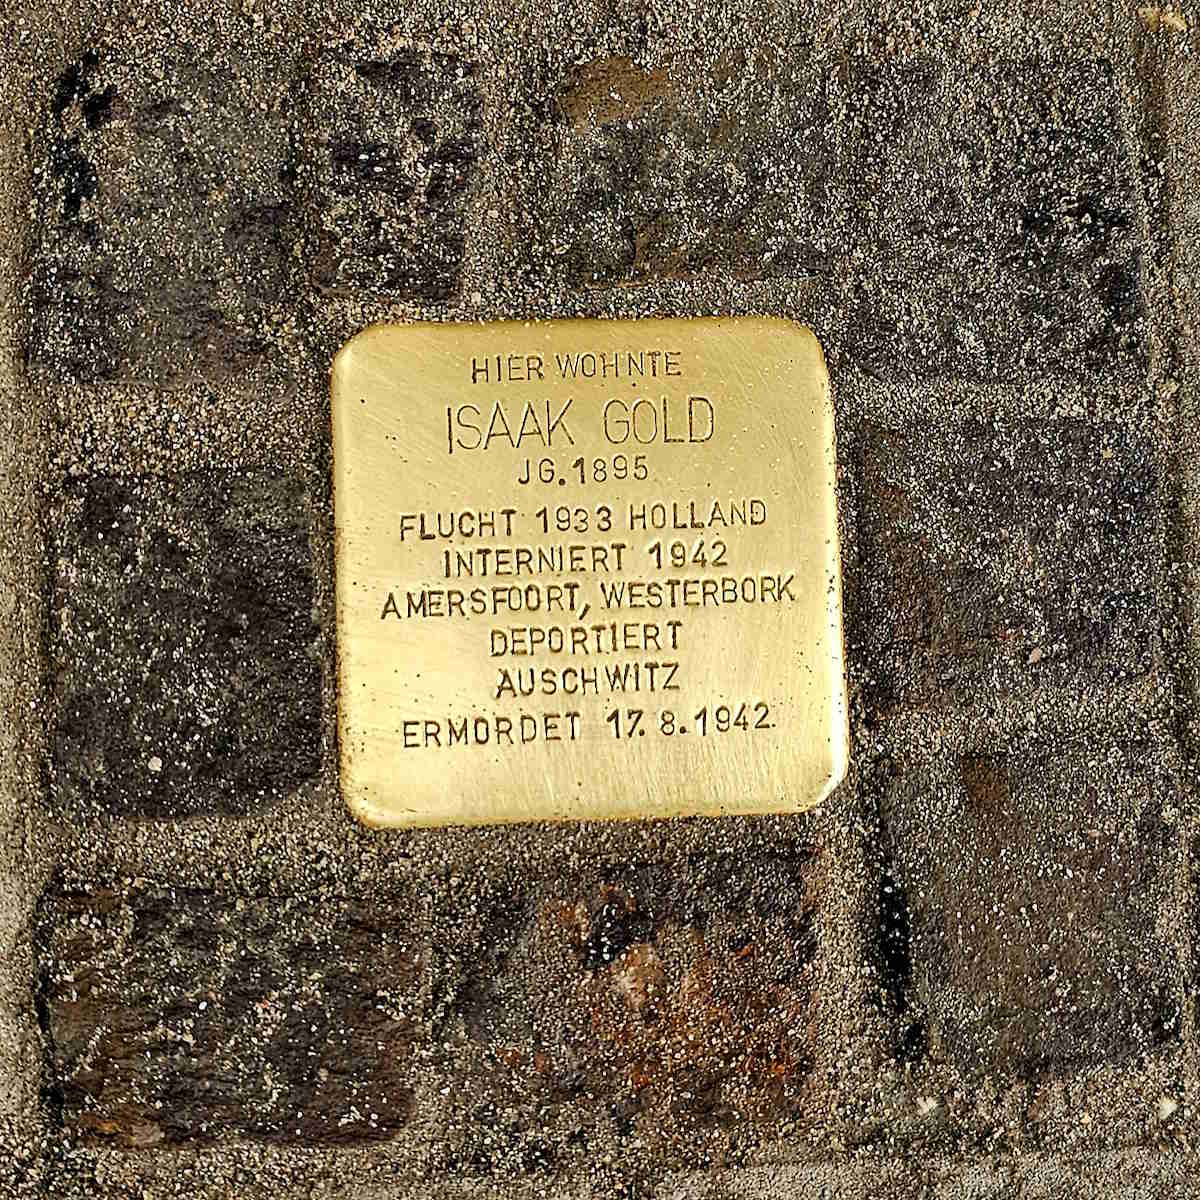 HIER WOHNTE
ISAAK GOLD
JG. 1895
FLUCHT 1933 HOLLAND
INTERNIERT 1942
AMERSFOORT, WESTERBORK
DEPORTIERT
AUSCHWITZ
ERMORDET 17. 8. 1942